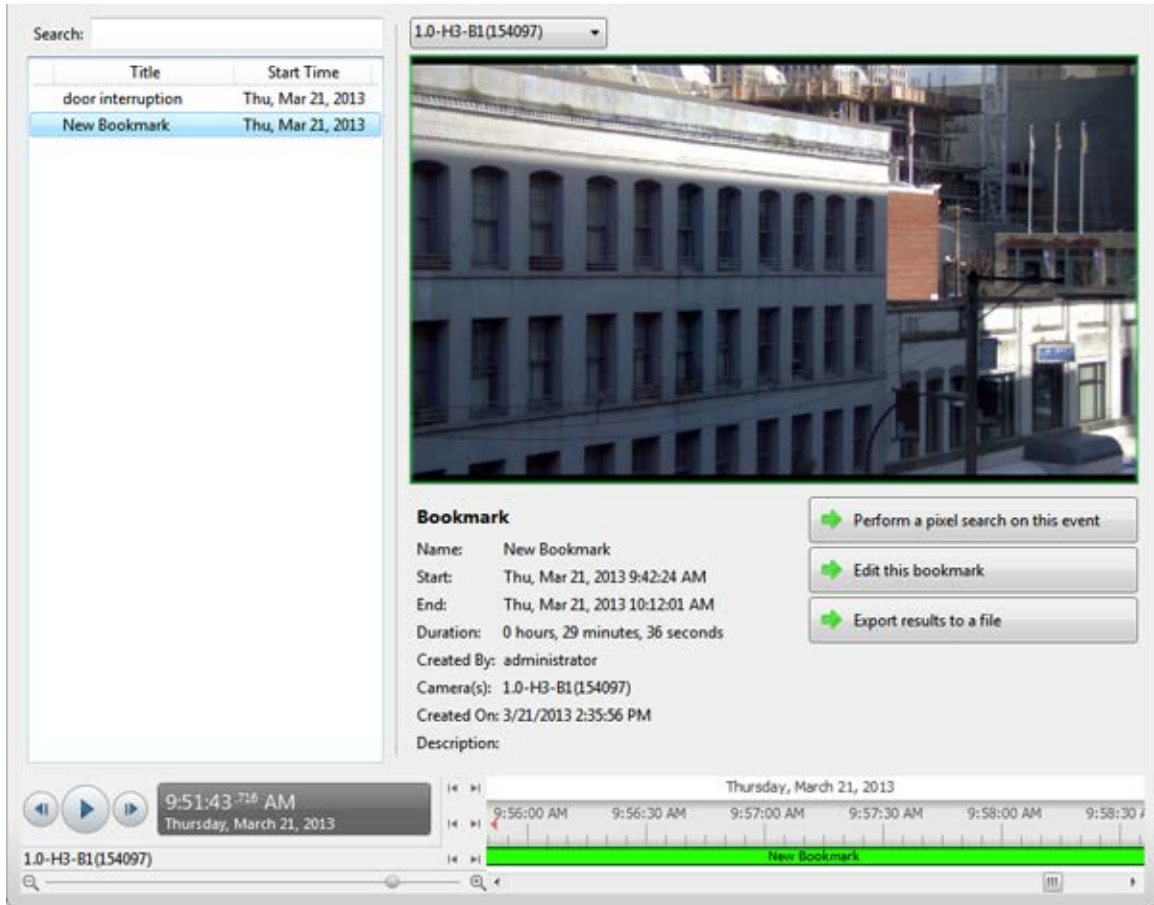 Search:
Title Start Time
door interruption Thu, Mar 21, 2013
New Bookmark Thu, Mar 21, 2013
1.0-H3-B1(154097)
Bookmark
Name: New Bookmark
Start: Thu, Mar 21, 2013 9:42:24 AM
End: Thu, Mar 21, 2013 10:12:01 AM
Duration: 0 hours, 29 minutes, 36 seconds
Created By: administrator
Camera(s): 1.0-H3-B1(154097)
Created On: 3/21/2013 2:35:56 PM
Description:
Perform a pixel search on this event
Edit this bookmark
Export results to a file
9:51:43.716 AM
Thursday, March 21, 2013
Thursday, March 21, 2013
9:56:00 AM 9:56:30 AM 9:57:00 AM 9:57:30 AM 9:58:00 AM 9:58:30
1.0-H3-B1(154097)
New Bookmark